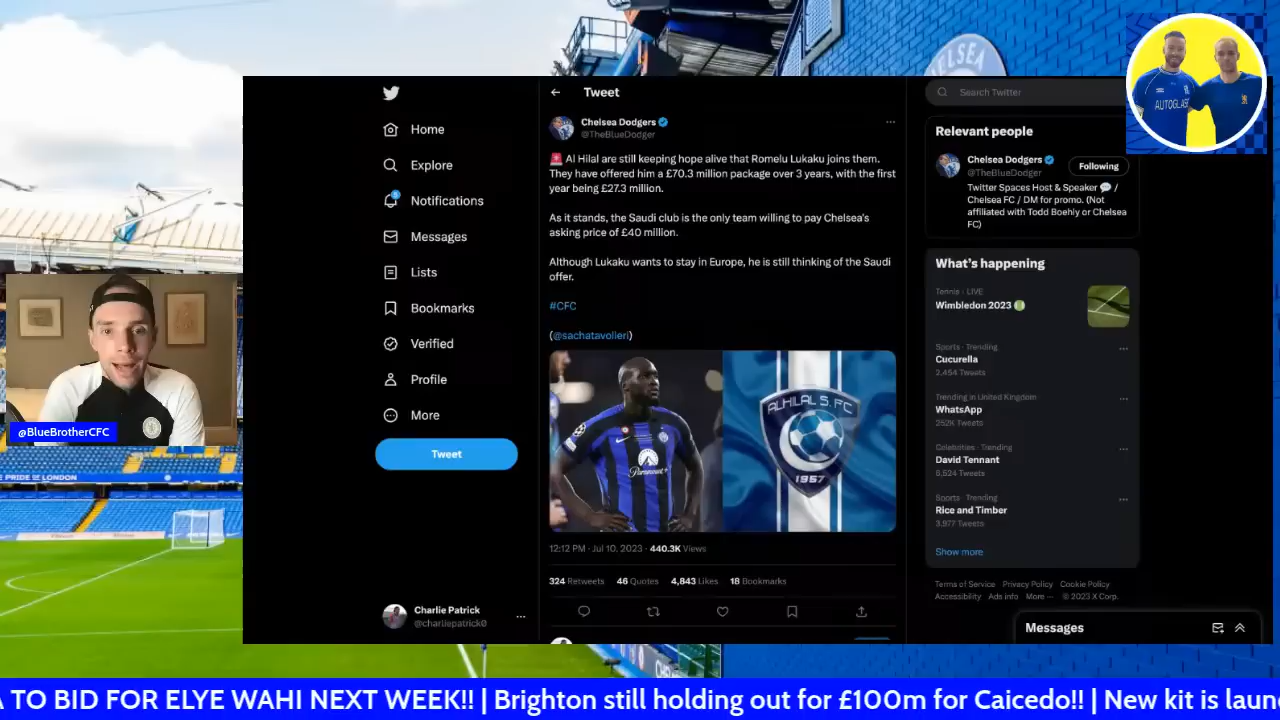 CHELSEA
AUTOGLASS
Home
Explore
Notifications
Messages
Lists
Bookmarks
Verified
Profile
More
Tweet
Charlie Patrick
@charliepatrick0
Tweet
Chelsea Dodgers
@TheBlueDodger
🚨 Al Hilal are still keeping hope alive that Romelu Lukaku joins them.
They have offered him a £70.3 million package over 3 years, with the first
year being £27.3 million.
As it stands, the Saudi club is the only team willing to pay Chelsea's
asking price of £40 million.
Although Lukaku wants to stay in Europe, he is still thinking of the Saudi
offer.
#CFC
(@sachatavolieri)
Paramount+
ALHILAL S. FC
1957
12:12 PM · Jul 10, 2023 · 440.3K Views
324 Retweets 46 Quotes 4,843 Likes 18 Bookmarks
Search Twitter
Relevant people
Chelsea Dodgers
@TheBlueDodger
Following
Twitter Spaces Host & Speaker 💬 /
Chelsea FC / DM for promo. (Not
affiliated with Todd Boehly or Chelsea
FC)
What's happening
Tennis · LIVE
Wimbledon 2023
Sports · Trending
Cucurella
2,454 Tweets
Trending in United Kingdom
WhatsApp
252K Tweets
Celebrities · Trending
David Tennant
6,524 Tweets
Sports · Trending
Rice and Timber
3,977 Tweets
Show more
Terms of Service Privacy Policy Cookie Policy
Accessibility Ads info More ··· © 2023 X Corp.
Messages
@BlueBrotherCFC
PRIDE OF LONDON
A TO BID FOR ELYE WAHI NEXT WEEK!! | Brighton still holding out for £100m for Caicedo!! | New kit is laun